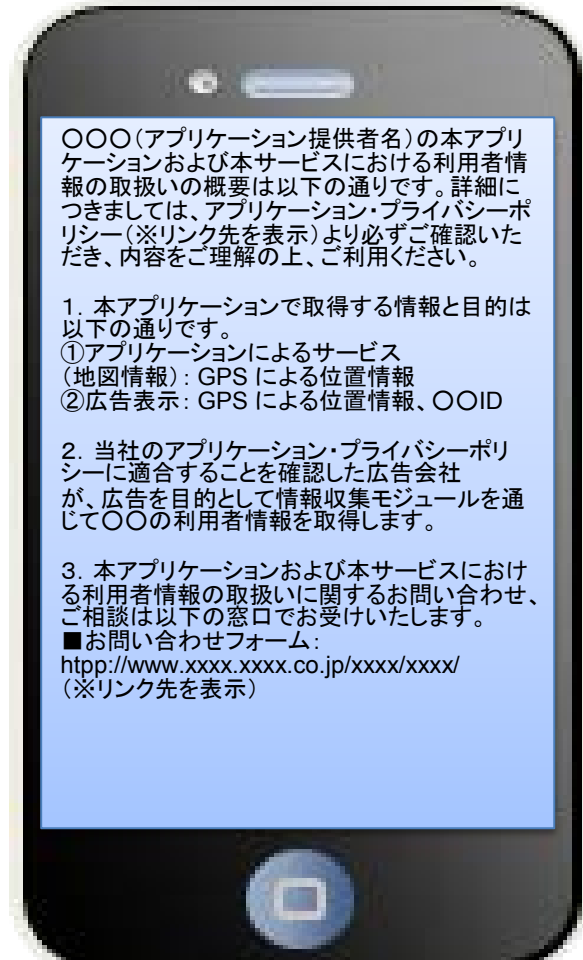 〇〇〇（アプリケーション提供者名）の本アプリ
ケーションおよび本サービスにおける利用者情
報の取扱いの概要は以下の通りです。詳細に
つきましては、アプリケーション・プライバシーポ
リシー（※リンク先を表示）より必ずご確認いた
だき、内容をご理解の上、ご利用ください。
１．本アプリケーションで取得する情報と目的は
以下の通りです。
①アプリケーションによるサービス
（地図情報）：GPS による位置情報
②広告表示：GPS による位置情報、〇〇ID
２．当社のアプリケーション・プライバシーポリ
シーに適合することを確認した広告会社
が、広告を目的として情報収集モジュールを通
じて〇〇の利用者情報を取得します。
３．本アプリケーションおよび本サービスにおけ
る利用者情報の取扱いに関するお問い合わせ、
ご相談は以下の窓口でお受けいたします。
■お問い合わせフォーム：
htpp://www.xxxx.xxxx.co.jp/xxxx/xxxx/
（※リンク先を表示）